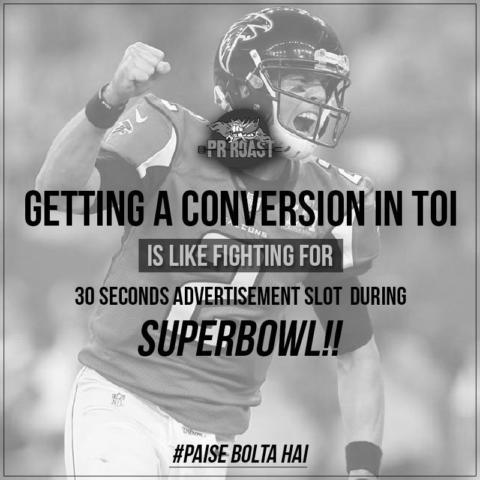 PR ROAST
GETTING A CONVERSION IN TOI
IS LIKE FIGHTING FOR
30 SECONDS ADVERTISEMENT SLOT DURING
SUPERBOWL!!
#PAISE BOLTA HAI